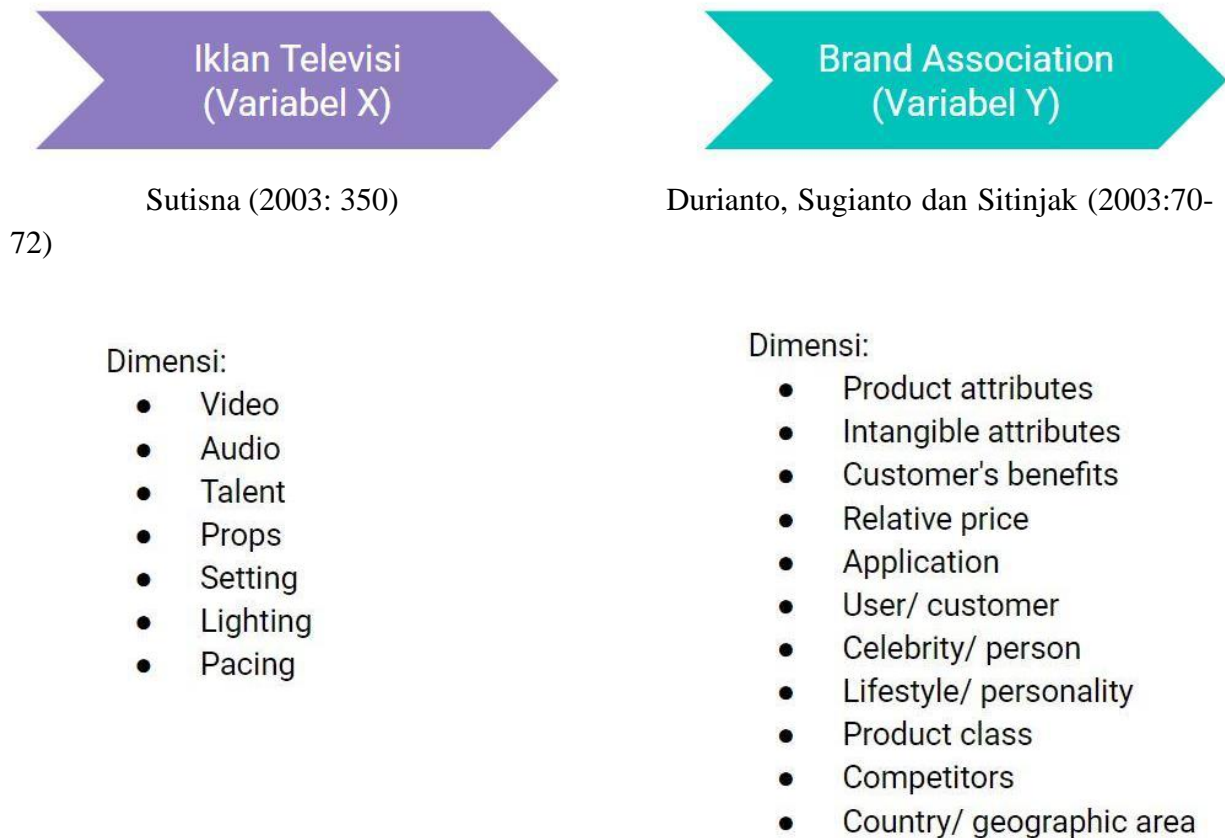 Iklan Televisi
(Variabel X)
Brand Association
(Variabel Y)
Sutisna (2003: 350)
Durianto, Sugianto dan Sitinjak (2003:70-
72)
Dimensi:
● Video
● Audio
● Talent
● Props
● Setting
● Lighting
● Pacing
Dimensi:
● Product attributes
● Intangible attributes
● Customer's benefits
● Relative price
● Application
● User/ customer
● Celebrity/ person
● Lifestyle/ personality
● Product class
● Competitors
● Country/ geographic area